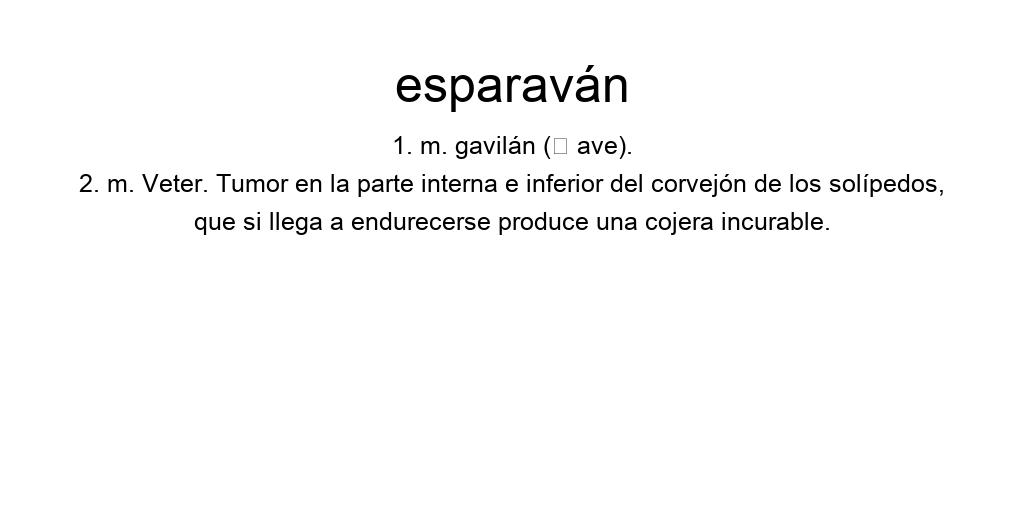 esparaván
1. m. gavilán (□ ave).
2. m. Veter. Tumor en la parte interna e inferior del corvejón de los solípedos,
que si llega a endurecerse produce una cojera incurable.